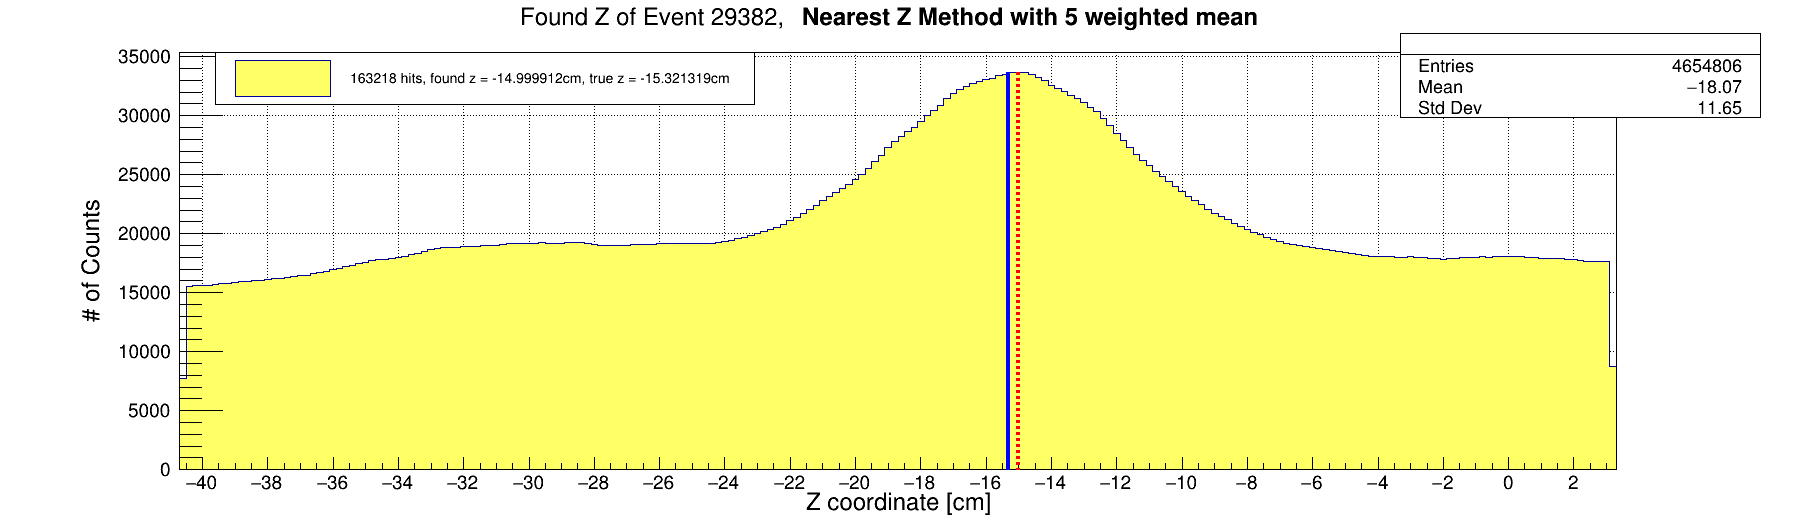 Found Z of Event 29382, Nearest Z Method with 5 weighted mean
163218 hits, found z = -14.999912cm, true z = -15.321319cm
Entries 4654806
Mean −18.07
Std Dev 11.65
# of Counts
35000
30000
25000
20000
15000
10000
5000
0
−40 −38 −36 −34 −32 −30 −28 −26 −24 −22 −20 −18 −16 −14 −12 −10 −8 −6 −4 −2 0 2
Z coordinate [cm]